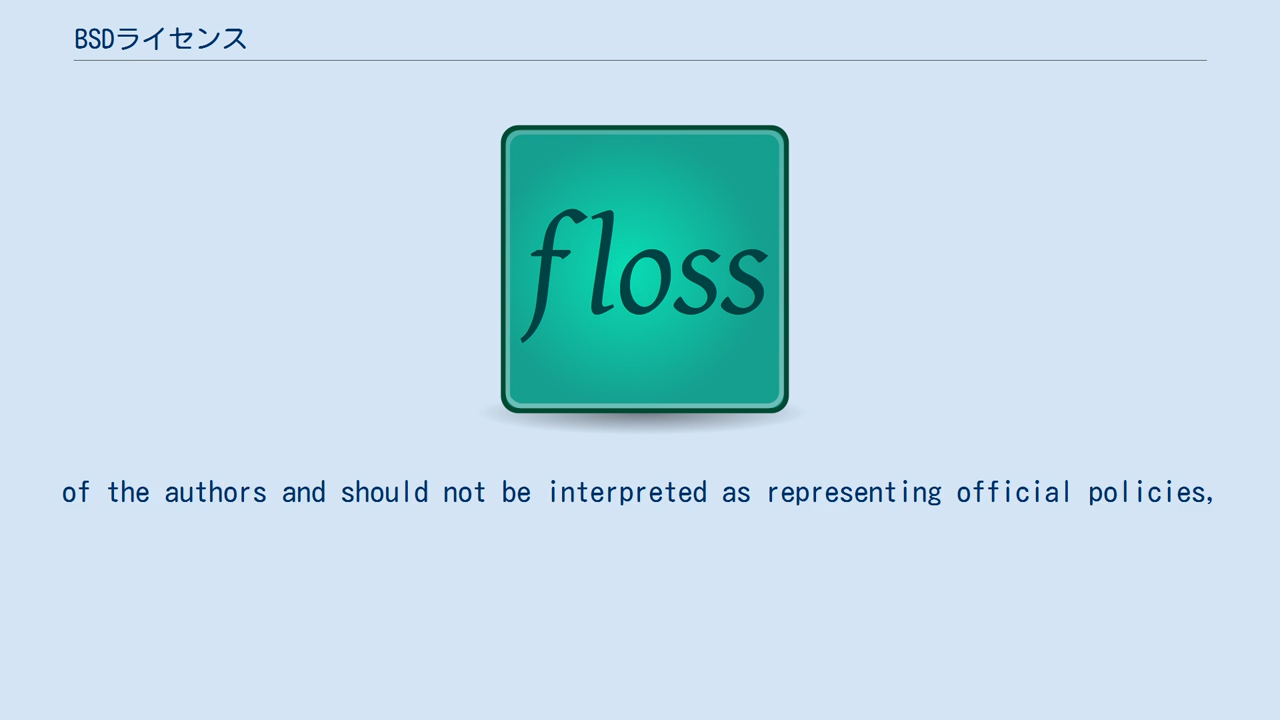 BSDライセンス
floss
of the authors and should not be interpreted as representing official policies,